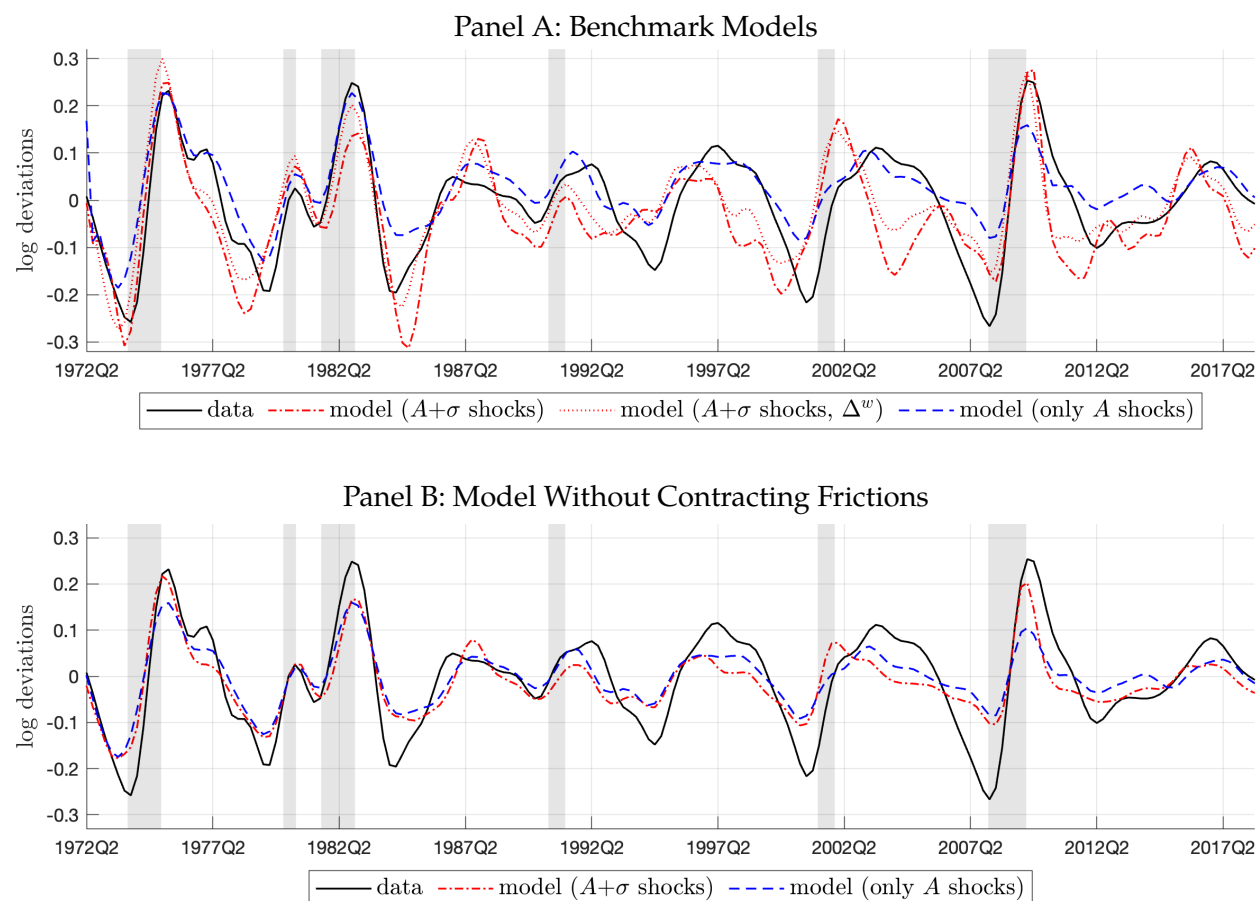 Panel A: Benchmark Models
0.3
0.2
0.1
0
-0.1
-0.2
-0.3
log deviations
1972Q2 1977Q2 1982Q2 1987Q2 1992Q2 1997Q2 2002Q2 2007Q2 2012Q2 2017Q2
data model (A+σ shocks) model (A+σ shocks, Δ^w) model (only A shocks)
Panel B: Model Without Contracting Frictions
0.3
0.2
0.1
0
-0.1
-0.2
-0.3
log deviations
1972Q2 1977Q2 1982Q2 1987Q2 1992Q2 1997Q2 2002Q2 2007Q2 2012Q2 2017Q2
data model (A+σ shocks) model (only A shocks)